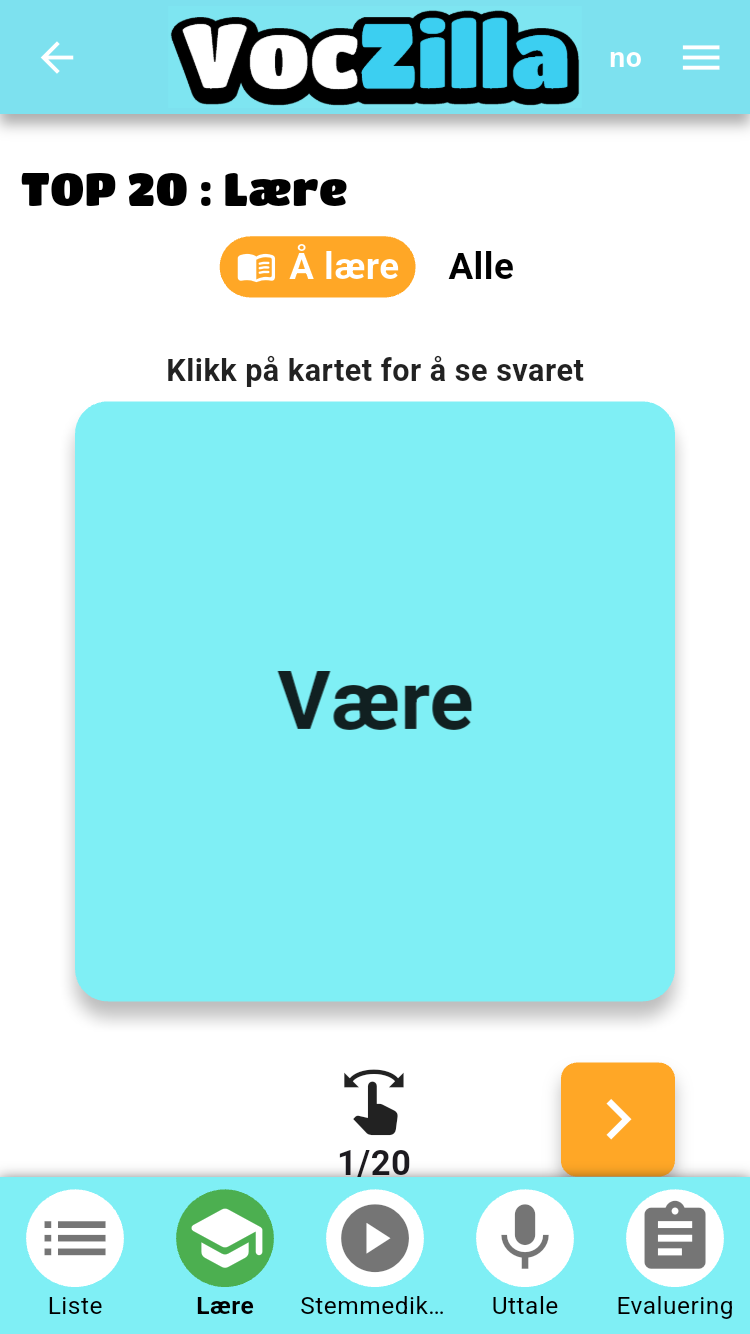 VocZilla
no
TOP 20 : Lære
Å lære
Alle
Klikk på kartet for å se svaret
Være
1/20
Liste
Lære
Stemmedik...
Uttale
Evaluering